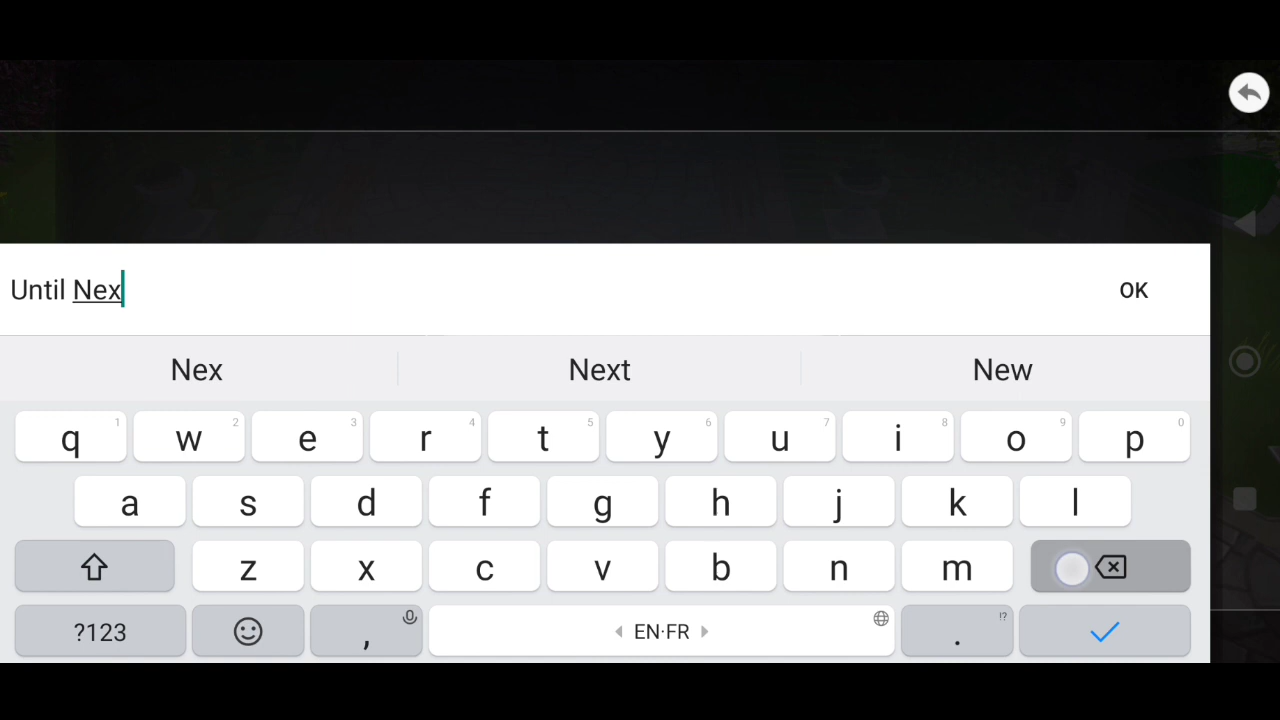 Until Nex
OK
Nex Next New
q 1 w 2 e 3 r 4 t 5 y 6 u 7 i 8 o 9 p 0
a s d f g h j k l
z x c v b n m
?123 , EN·FR . !?